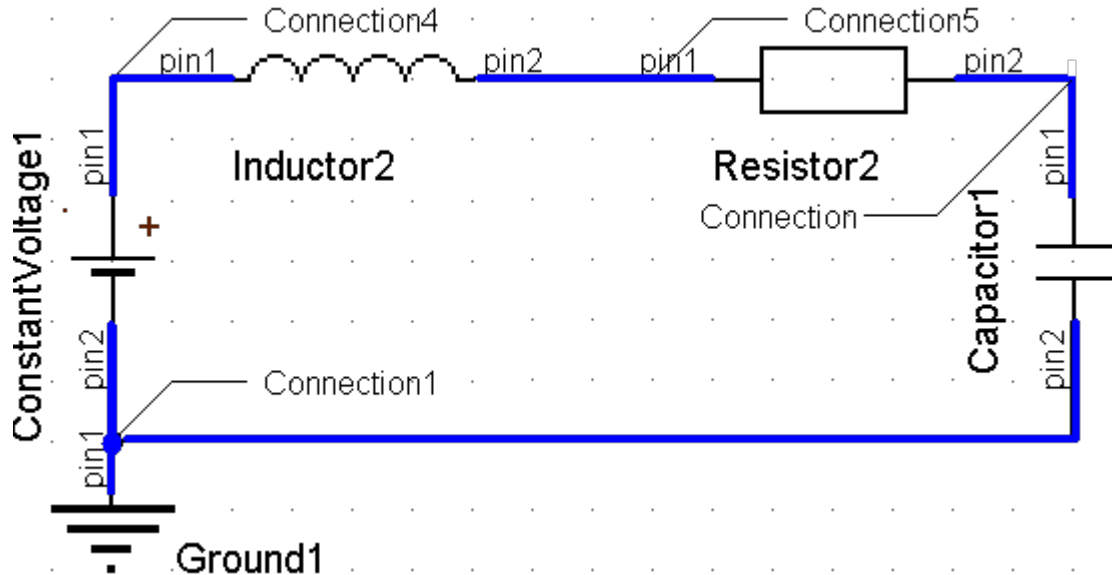 Connection4
Connection5
pin1
pin2
pin1
pin2
ConstantVoltage1
pin1
Inductor2
Resistor2
pin1
+
Connection
Capacitor1
pin2
pin2
Connection1
pin1
Ground1